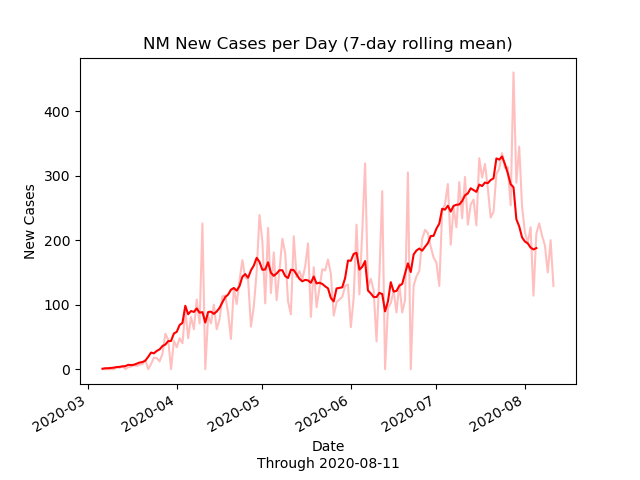 NM New Cases per Day (7-day rolling mean)
400
300
200
100
0
New Cases
2020-03
2020-04
2020-05
2020-06
2020-07
2020-08
Date
Through 2020-08-11